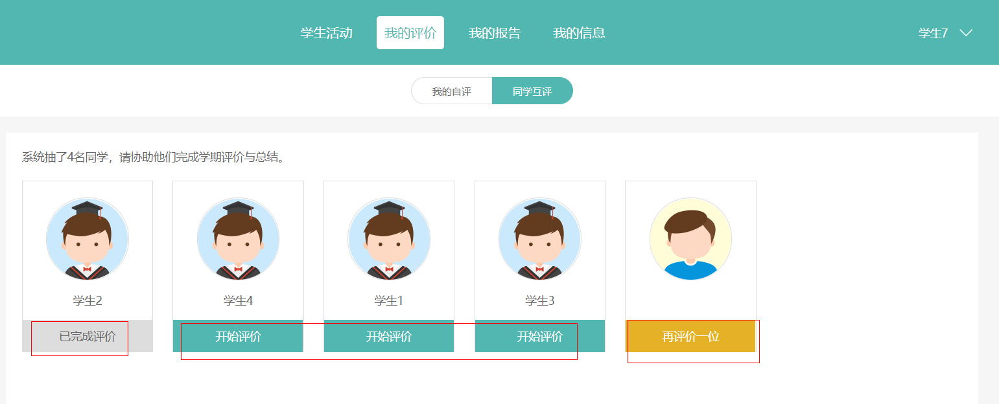 学生活动 我的评价 我的报告 我的信息 学生7
我的自评 同学互评
系统抽了4名同学，请协助他们完成学期评价与总结。
学生2 学生4 学生1 学生3
已完成评价 开始评价 开始评价 开始评价 再评价一位